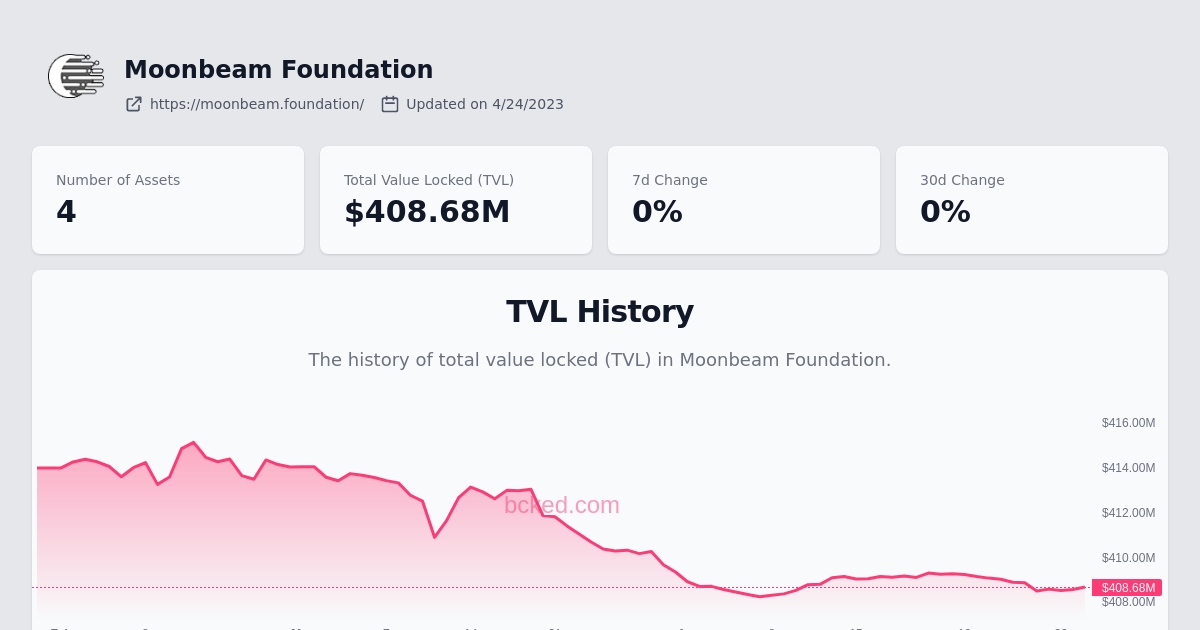 Moonbeam Foundation
https://moonbeam.foundation/ Updated on 4/24/2023
Number of Assets
4
Total Value Locked (TVL)
$408.68M
7d Change
0%
30d Change
0%
TVL History
The history of total value locked (TVL) in Moonbeam Foundation.
$416.00M
$414.00M
bcked.com
$412.00M
$410.00M
$408.68M
$408.00M